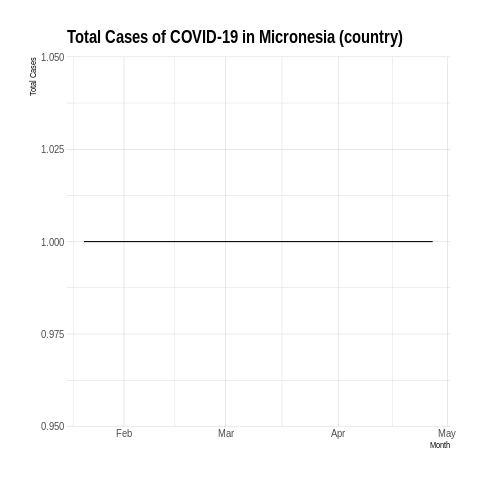 Total Cases of COVID-19 in Micronesia (country)
Total Cases
1.050
1.025
1.000
0.975
0.950
Feb Mar Apr May
Month